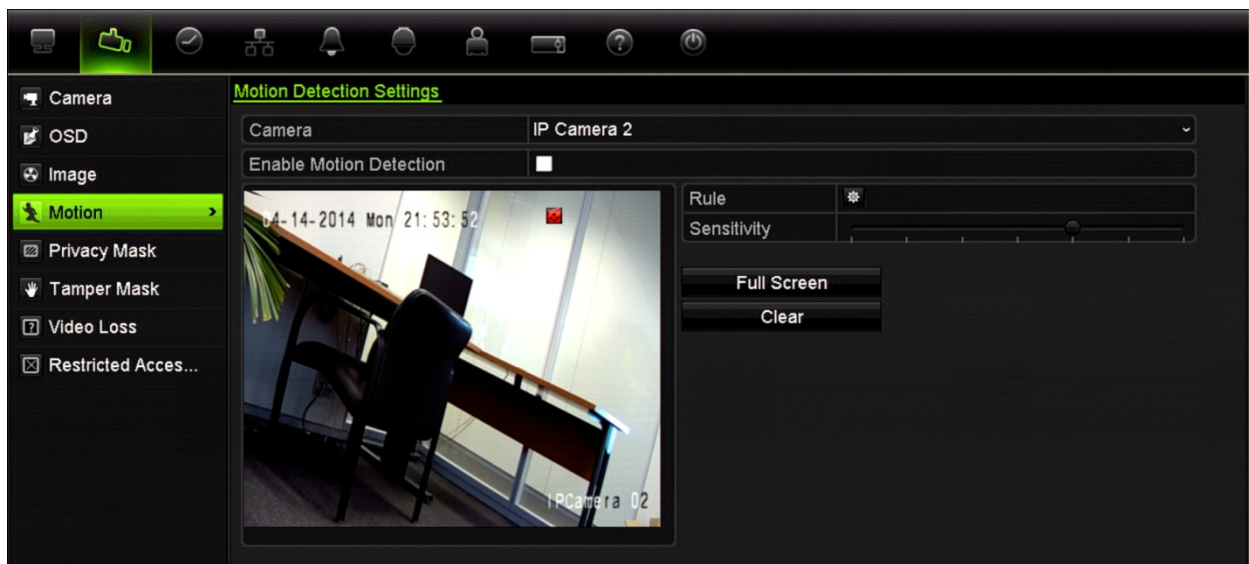 Camera
OSD
Image
Motion
Privacy Mask
Tamper Mask
Video Loss
Restricted Acces...
Motion Detection Settings
Camera IP Camera 2
Enable Motion Detection
04-14-2014 Mon 21:53:52
IPCamera 02
Rule
Sensitivity
Full Screen
Clear